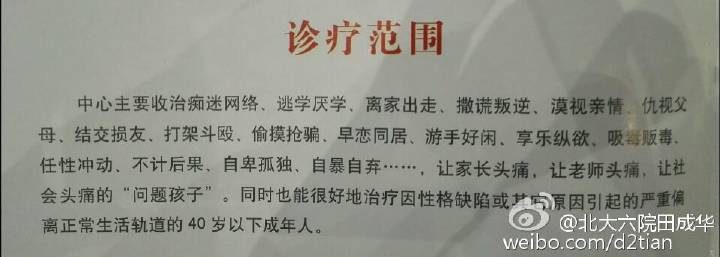 诊疗范围
中心主要收治痴迷网络、逃学厌学、离家出走、撒谎叛逆、漠视亲情、仇视父
母、结交损友、打架斗殴、偷摸抢骗、早恋同居、游手好闲、享乐纵欲、吸毒贩毒、
任性冲动、不计后果、自卑孤独、自暴自弃……，让家长头痛，让老师头痛，让社
会头痛的“问题孩子”。同时也能很好地治疗因性格缺陷或其它原因引起的严重偏
离正常生活轨道的 40 岁以下成年人。
@北大六院田成华
weibo.com/d2tian